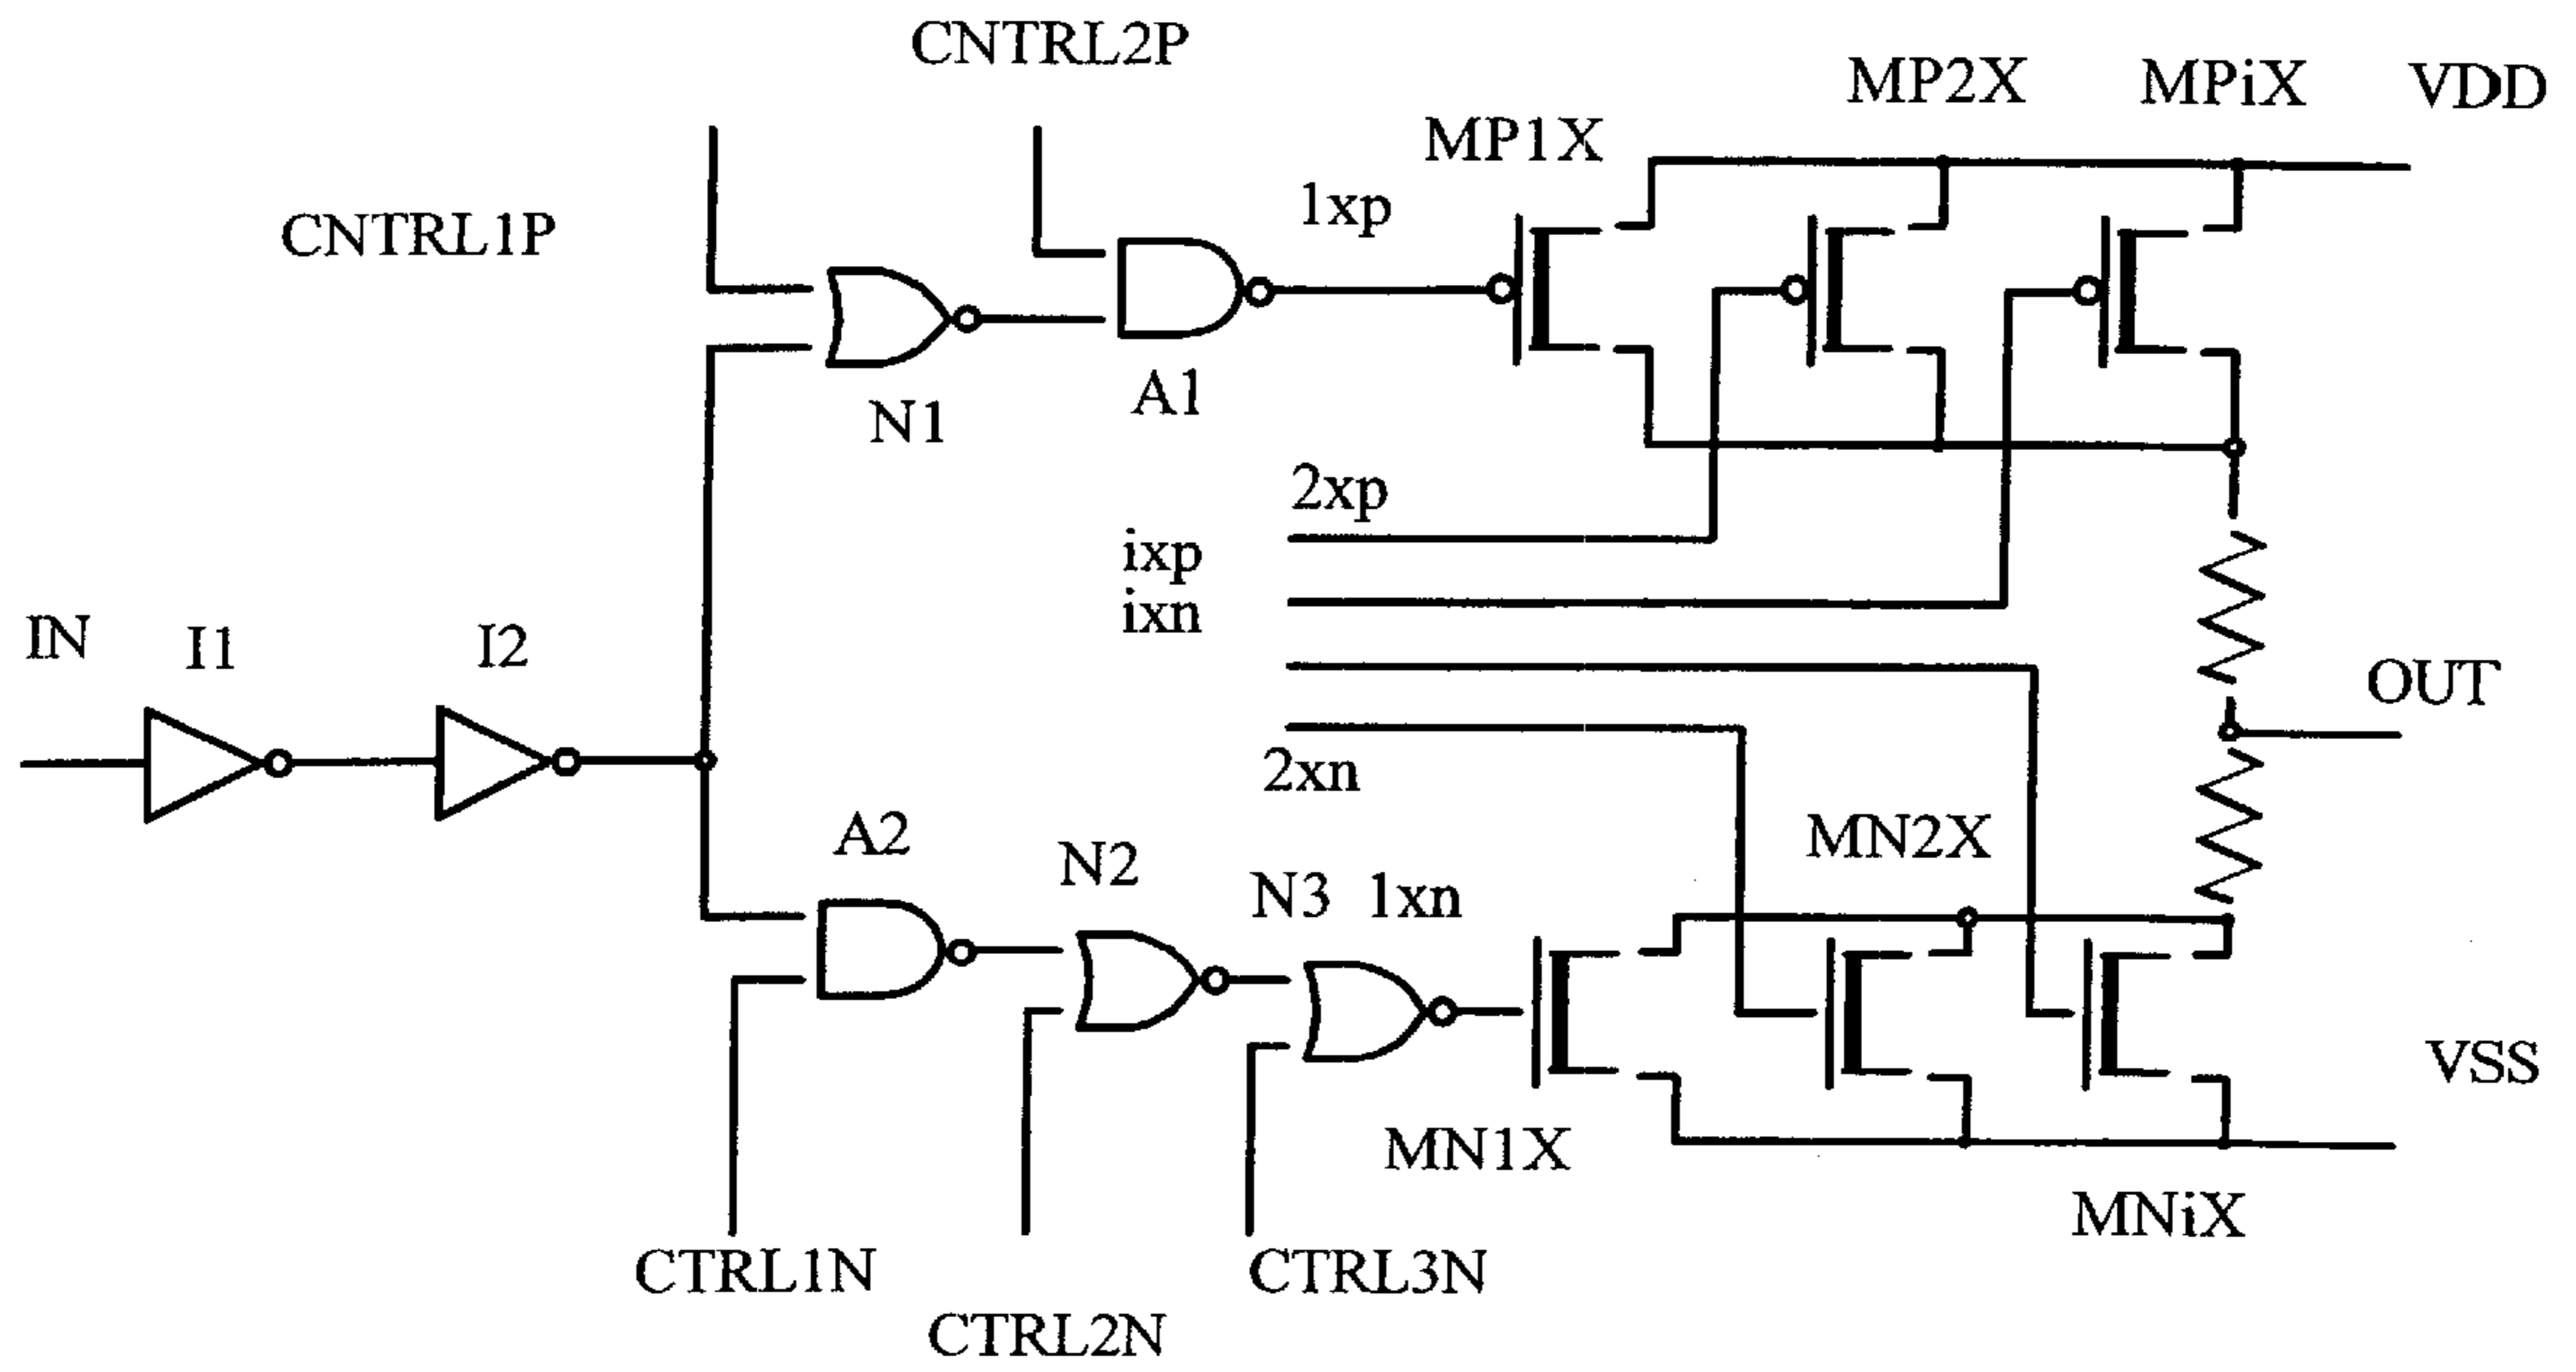 CNTRL2P
MP2X
MPiX
VDD
MP1X
1xp
CNTRL1P
A1
N1
2xp
ixp
ixn
IN
I1
I2
OUT
2xn
MN2X
A2
N2
N3
1xn
VSS
MN1X
MNiX
CTRL1N
CTRL3N
CTRL2N